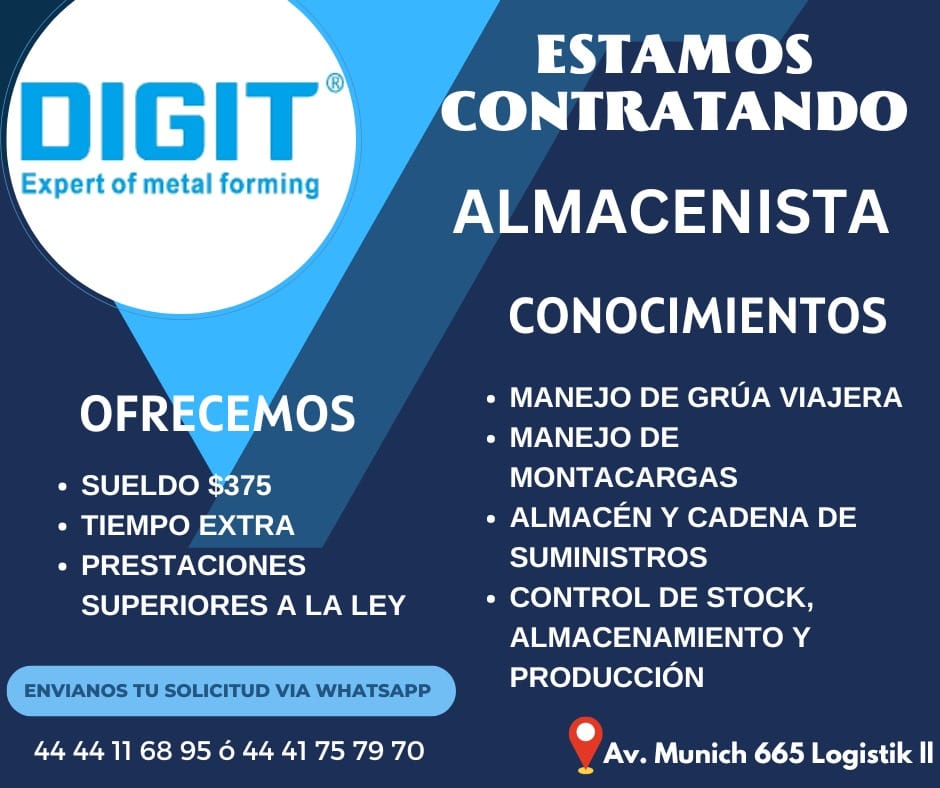 DIGIT®
Expert of metal forming
ESTAMOS
CONTRATANDO
ALMACENISTA
CONOCIMIENTOS
• MANEJO DE GRÚA VIAJERA
• MANEJO DE
MONTACARGAS
• ALMACÉN Y CADENA DE
SUMINISTROS
• CONTROL DE STOCK,
ALMACENAMIENTO Y
PRODUCCIÓN
OFRECEMOS
• SUELDO $375
• TIEMPO EXTRA
• PRESTACIONES
SUPERIORES A LA LEY
ENVIANOS TU SOLICITUD VIA WHATSAPP
44 44 11 68 95 ó 44 41 75 79 70
Av. Munich 665 Logistik II